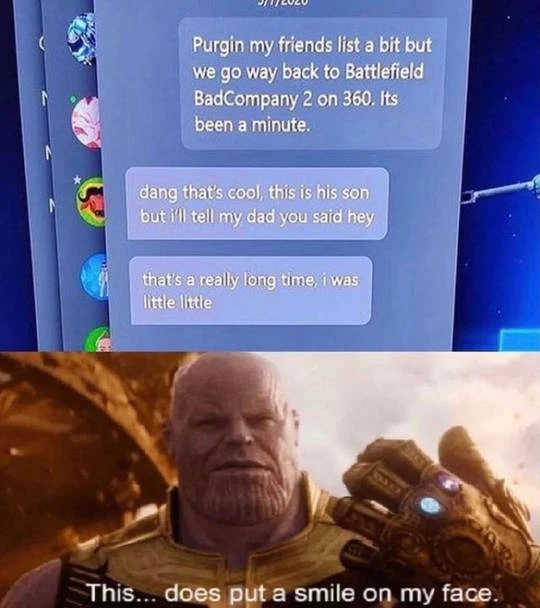 Purgin my friends list a bit but
we go way back to Battlefield
BadCompany 2 on 360. Its
been a minute.
dang that's cool, this is his son
but i'll tell my dad you said hey
that's a really long time, i was
little little
This... does put a smile on my face.